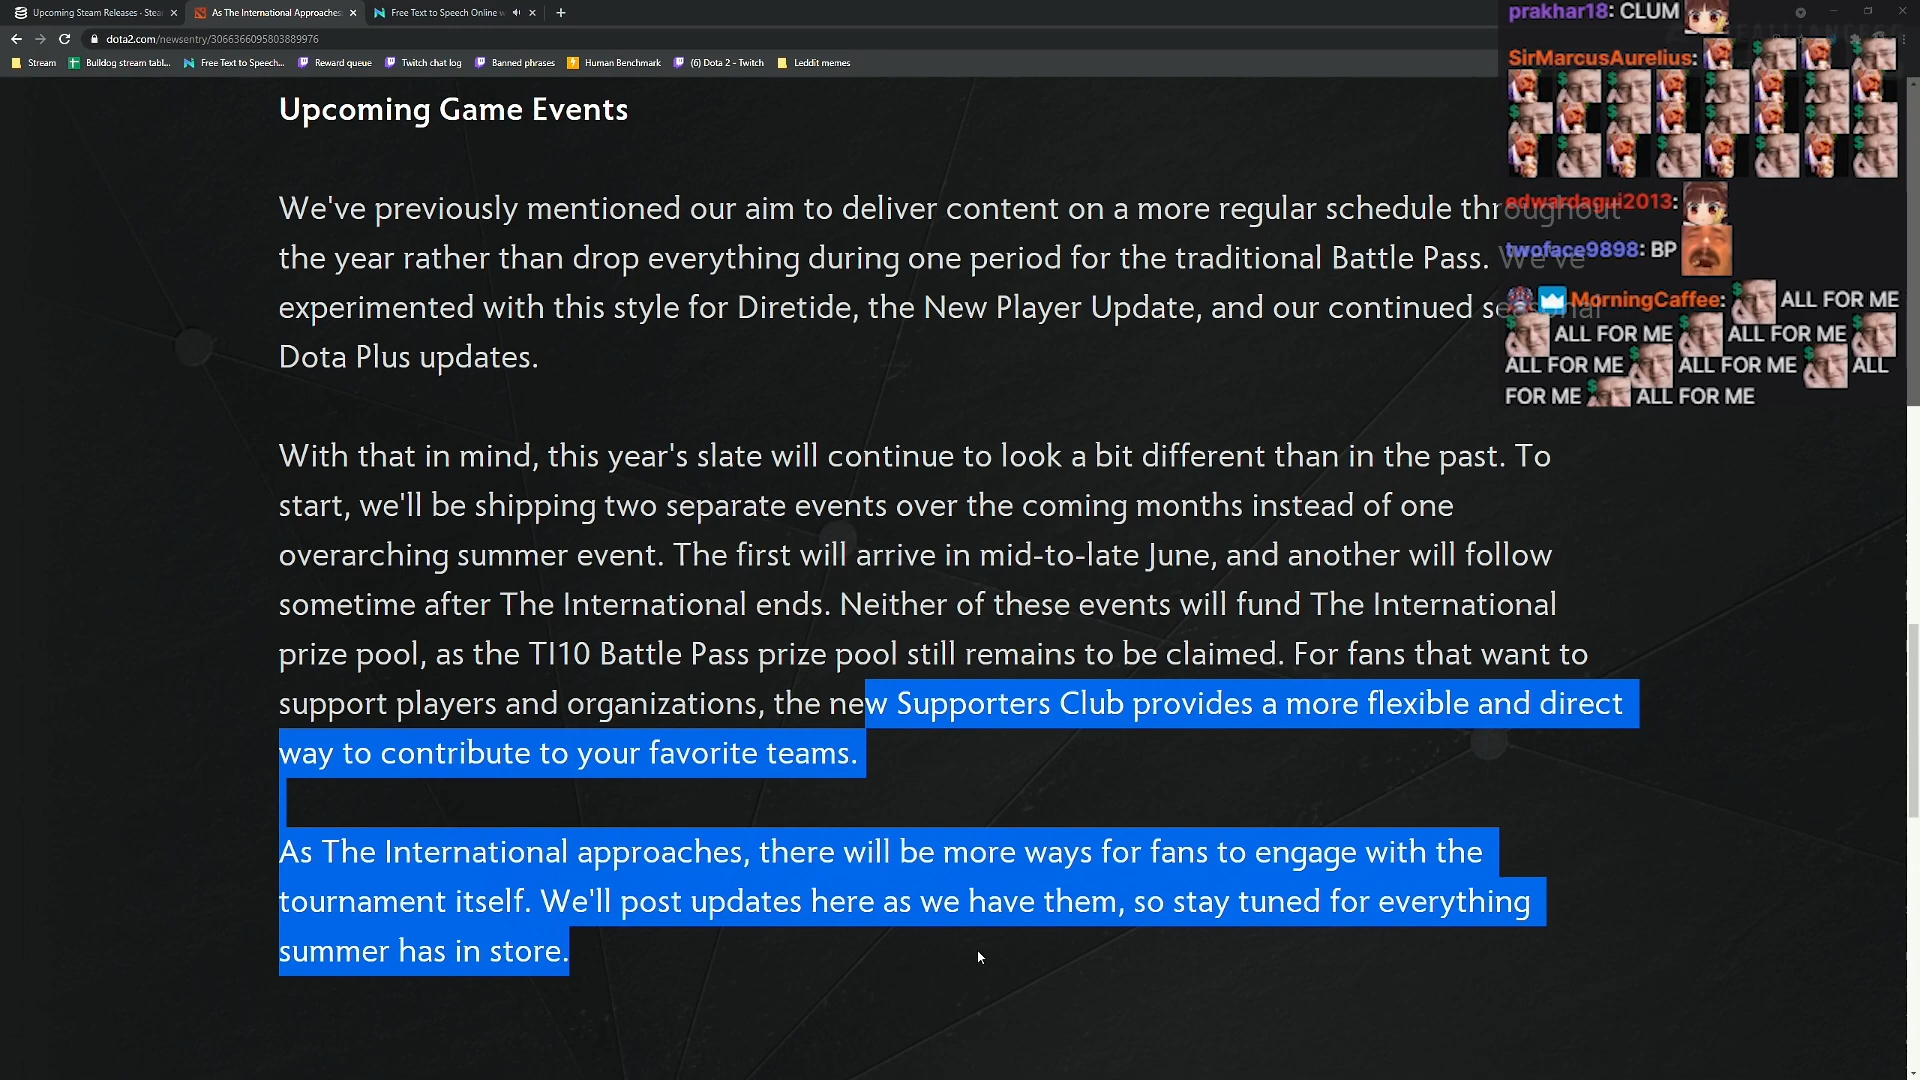 Upcoming Steam Releases - Stea
As The International Approaches
Free Text to Speech Online w
dota2.com/newsentry/3066366095803889976
Stream
Bulldog stream tabl...
Free Text to Speech...
Reward queue
Twitch chat log
Banned phrases
Human Benchmark
(6) Dota 2 - Twitch
Leddit memes
Upcoming Game Events
We've previously mentioned our aim to deliver content on a more regular schedule throughout
the year rather than drop everything during one period for the traditional Battle Pass. We've
experimented with this style for Diretide, the New Player Update, and our continued seasonal
Dota Plus updates.
With that in mind, this year's slate will continue to look a bit different than in the past. To
start, we'll be shipping two separate events over the coming months instead of one
overarching summer event. The first will arrive in mid-to-late June, and another will follow
sometime after The International ends. Neither of these events will fund The International
prize pool, as the TI10 Battle Pass prize pool still remains to be claimed. For fans that want to
support players and organizations, the new Supporters Club provides a more flexible and direct
way to contribute to your favorite teams.
As The International approaches, there will be more ways for fans to engage with the
tournament itself. We'll post updates here as we have them, so stay tuned for everything
summer has in store.
prakhar18: CLUM
SirMarcusAurelius:
edwardagui2013:
twoface9898: BP
MorningCaffee: ALL FOR ME
ALL FOR ME ALL FOR ME
ALL FOR ME ALL FOR ME ALL
FOR ME ALL FOR ME